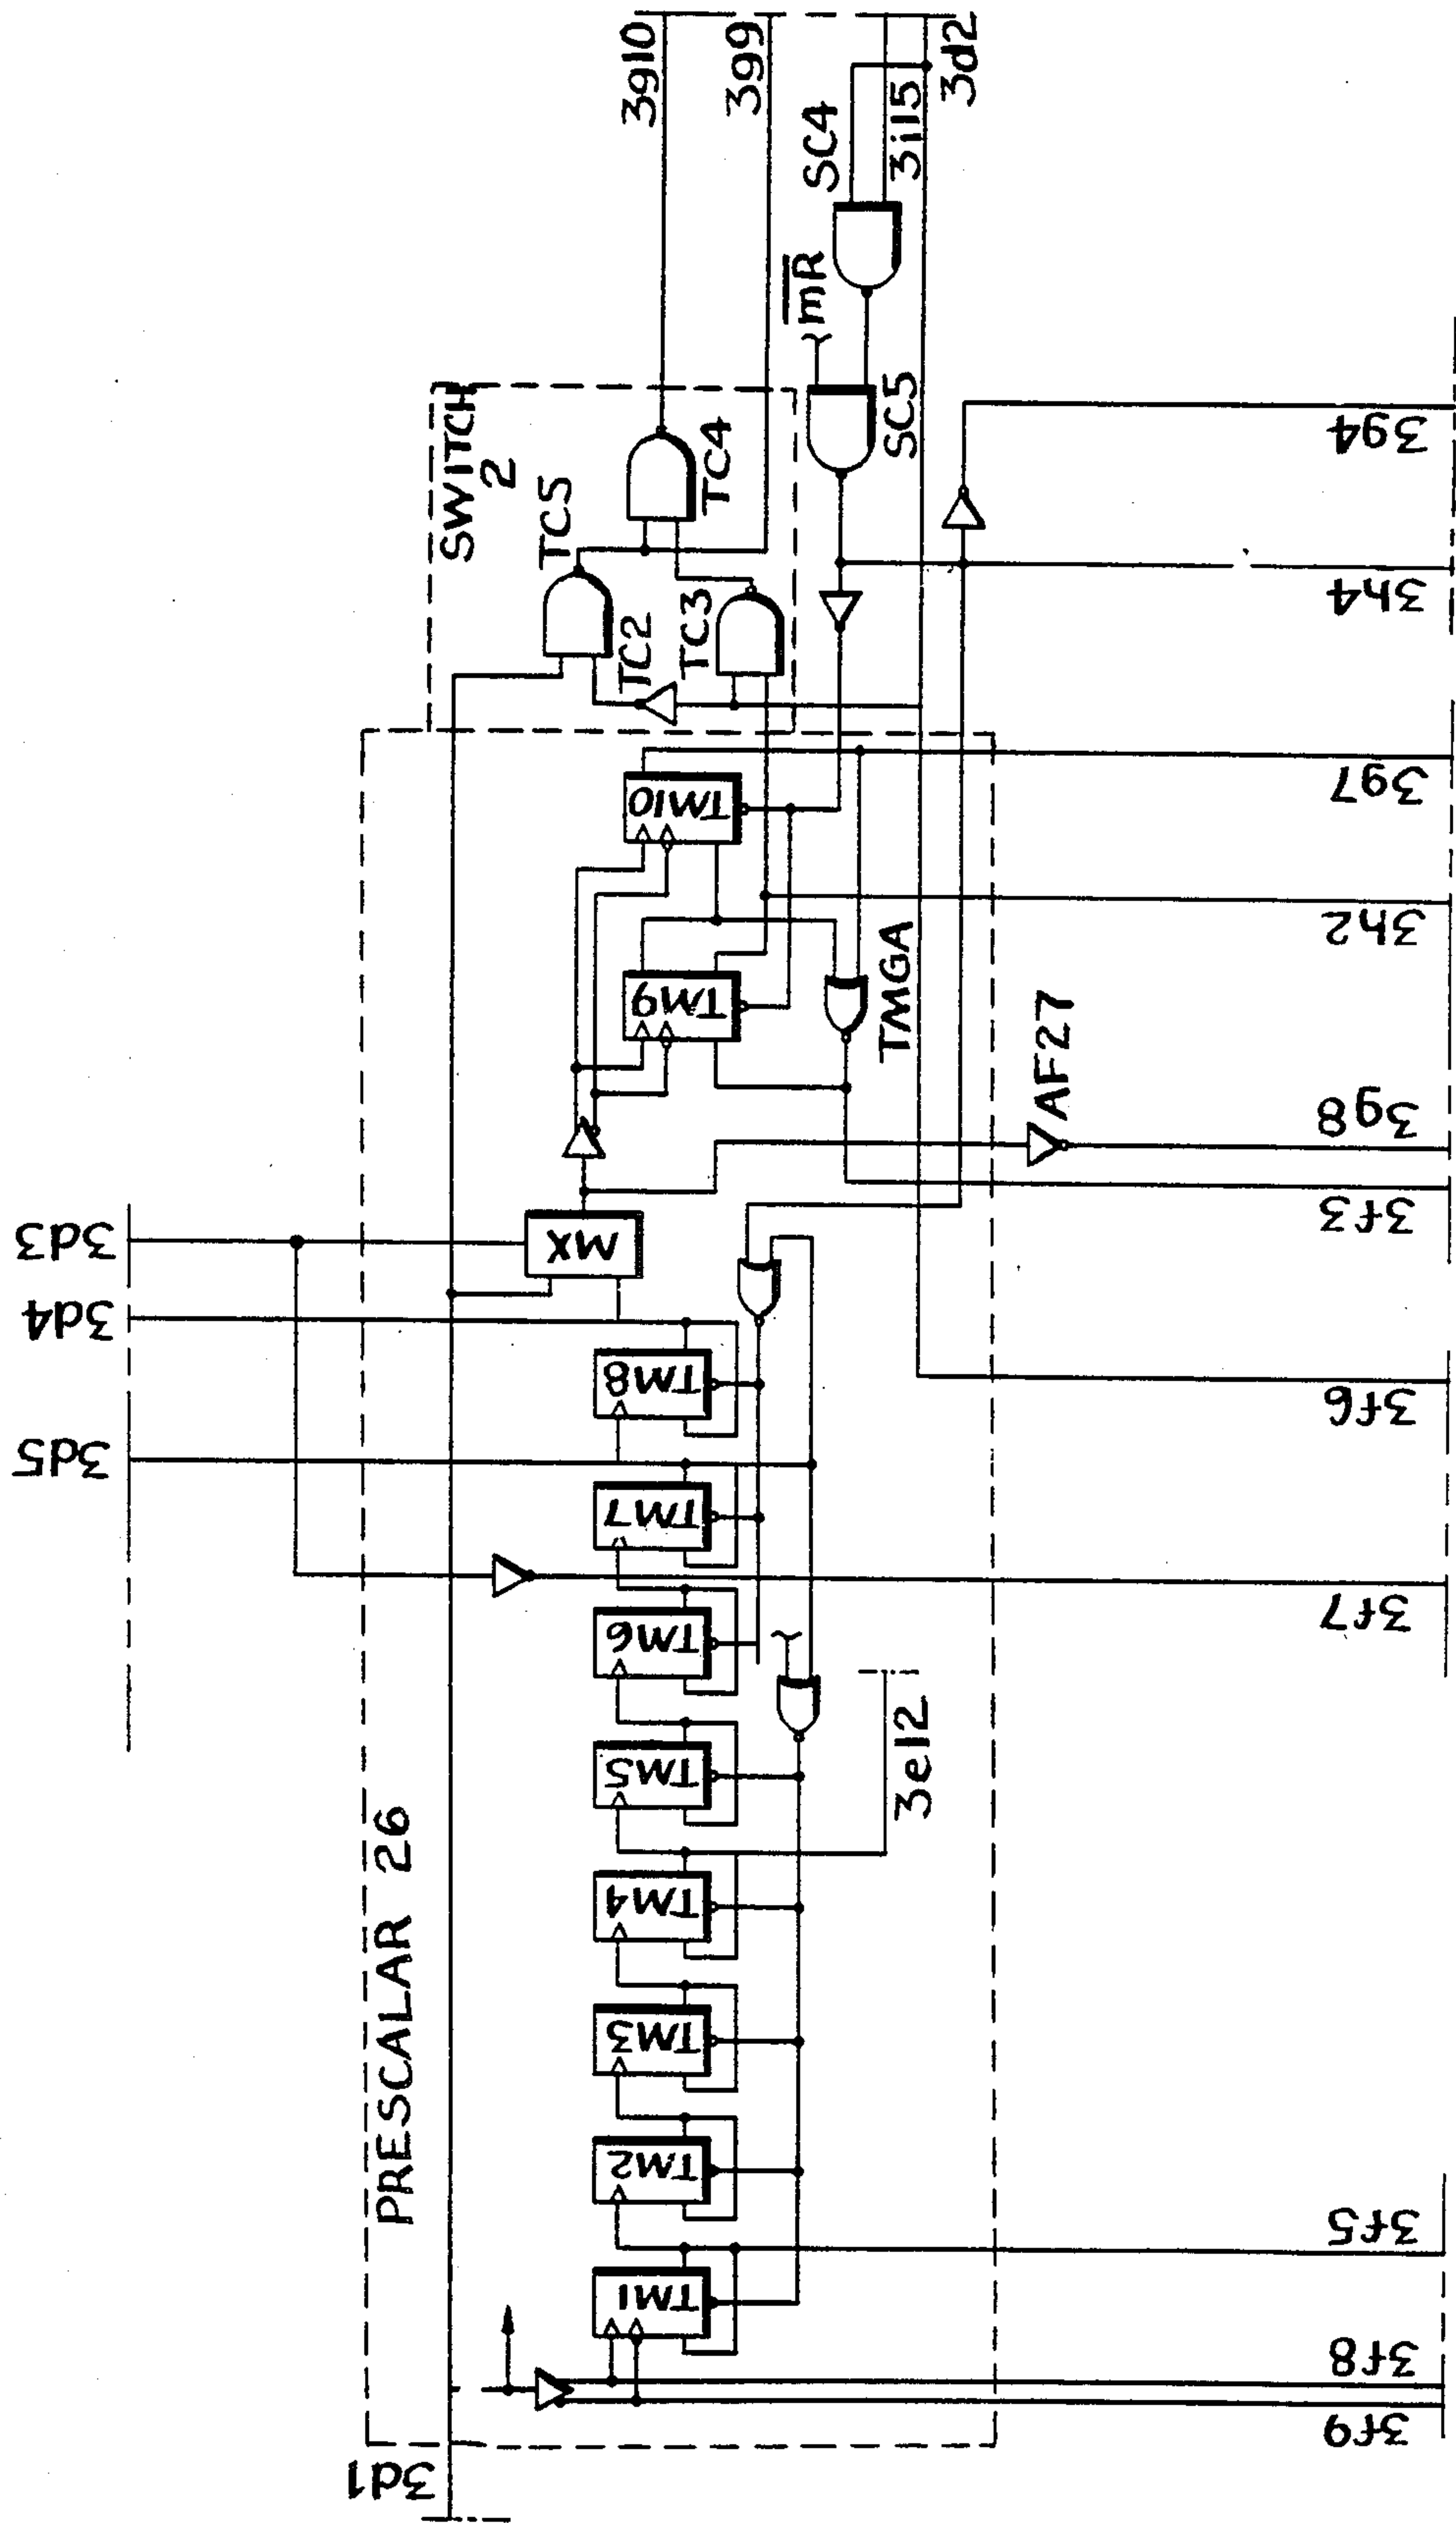 3g10
3g9
SC4
3i15
3d2
mR
SWITCH
2
TC5
TC4
SC5
TC2
TC3
3g4
3h4
TM10
3g7
TM9
TMGA
3h2
AF27
3g8
3d3
MX
3f3
3d4
TM8
3f6
3d5
TM7
3f7
TM6
PRESCALAR 26
TM5
3e12
TM4
TM3
TM2
3f5
TM1
3f8
3f9
3d1